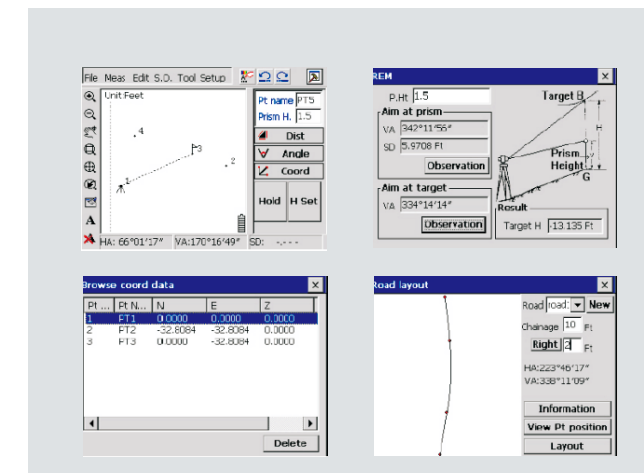 File Meas Edit S.D. Tool Setup
Unit:Feet
Pt name PT5
Prism H. 1.5
Dist
Angle
Coord
Hold H Set
.4
3
.2
1
A
HA: 66°01'17" VA:170°16'49" SD: -.---
REM
P.Ht 1.5
Aim at prism
VA 342°11'56"
SD 5.9708 Ft
Observation
Aim at target
VA 334°14'14"
Observation
Target B
H
Prism
Height
G
Result
Target H -13.135 Ft
Browse coord data
Pt ... Pt N... N E Z
1 PT1 0.0000 0.0000 0.0000
2 PT2 -32.8084 -32.8084 0.0000
3 PT3 0.0000 -32.8084 0.0000
Delete
Road layout
Road road: New
Chainage 10 Ft
Right 2 Ft
HA:223°46'17"
VA:338°11'09"
Information
View Pt position
Layout